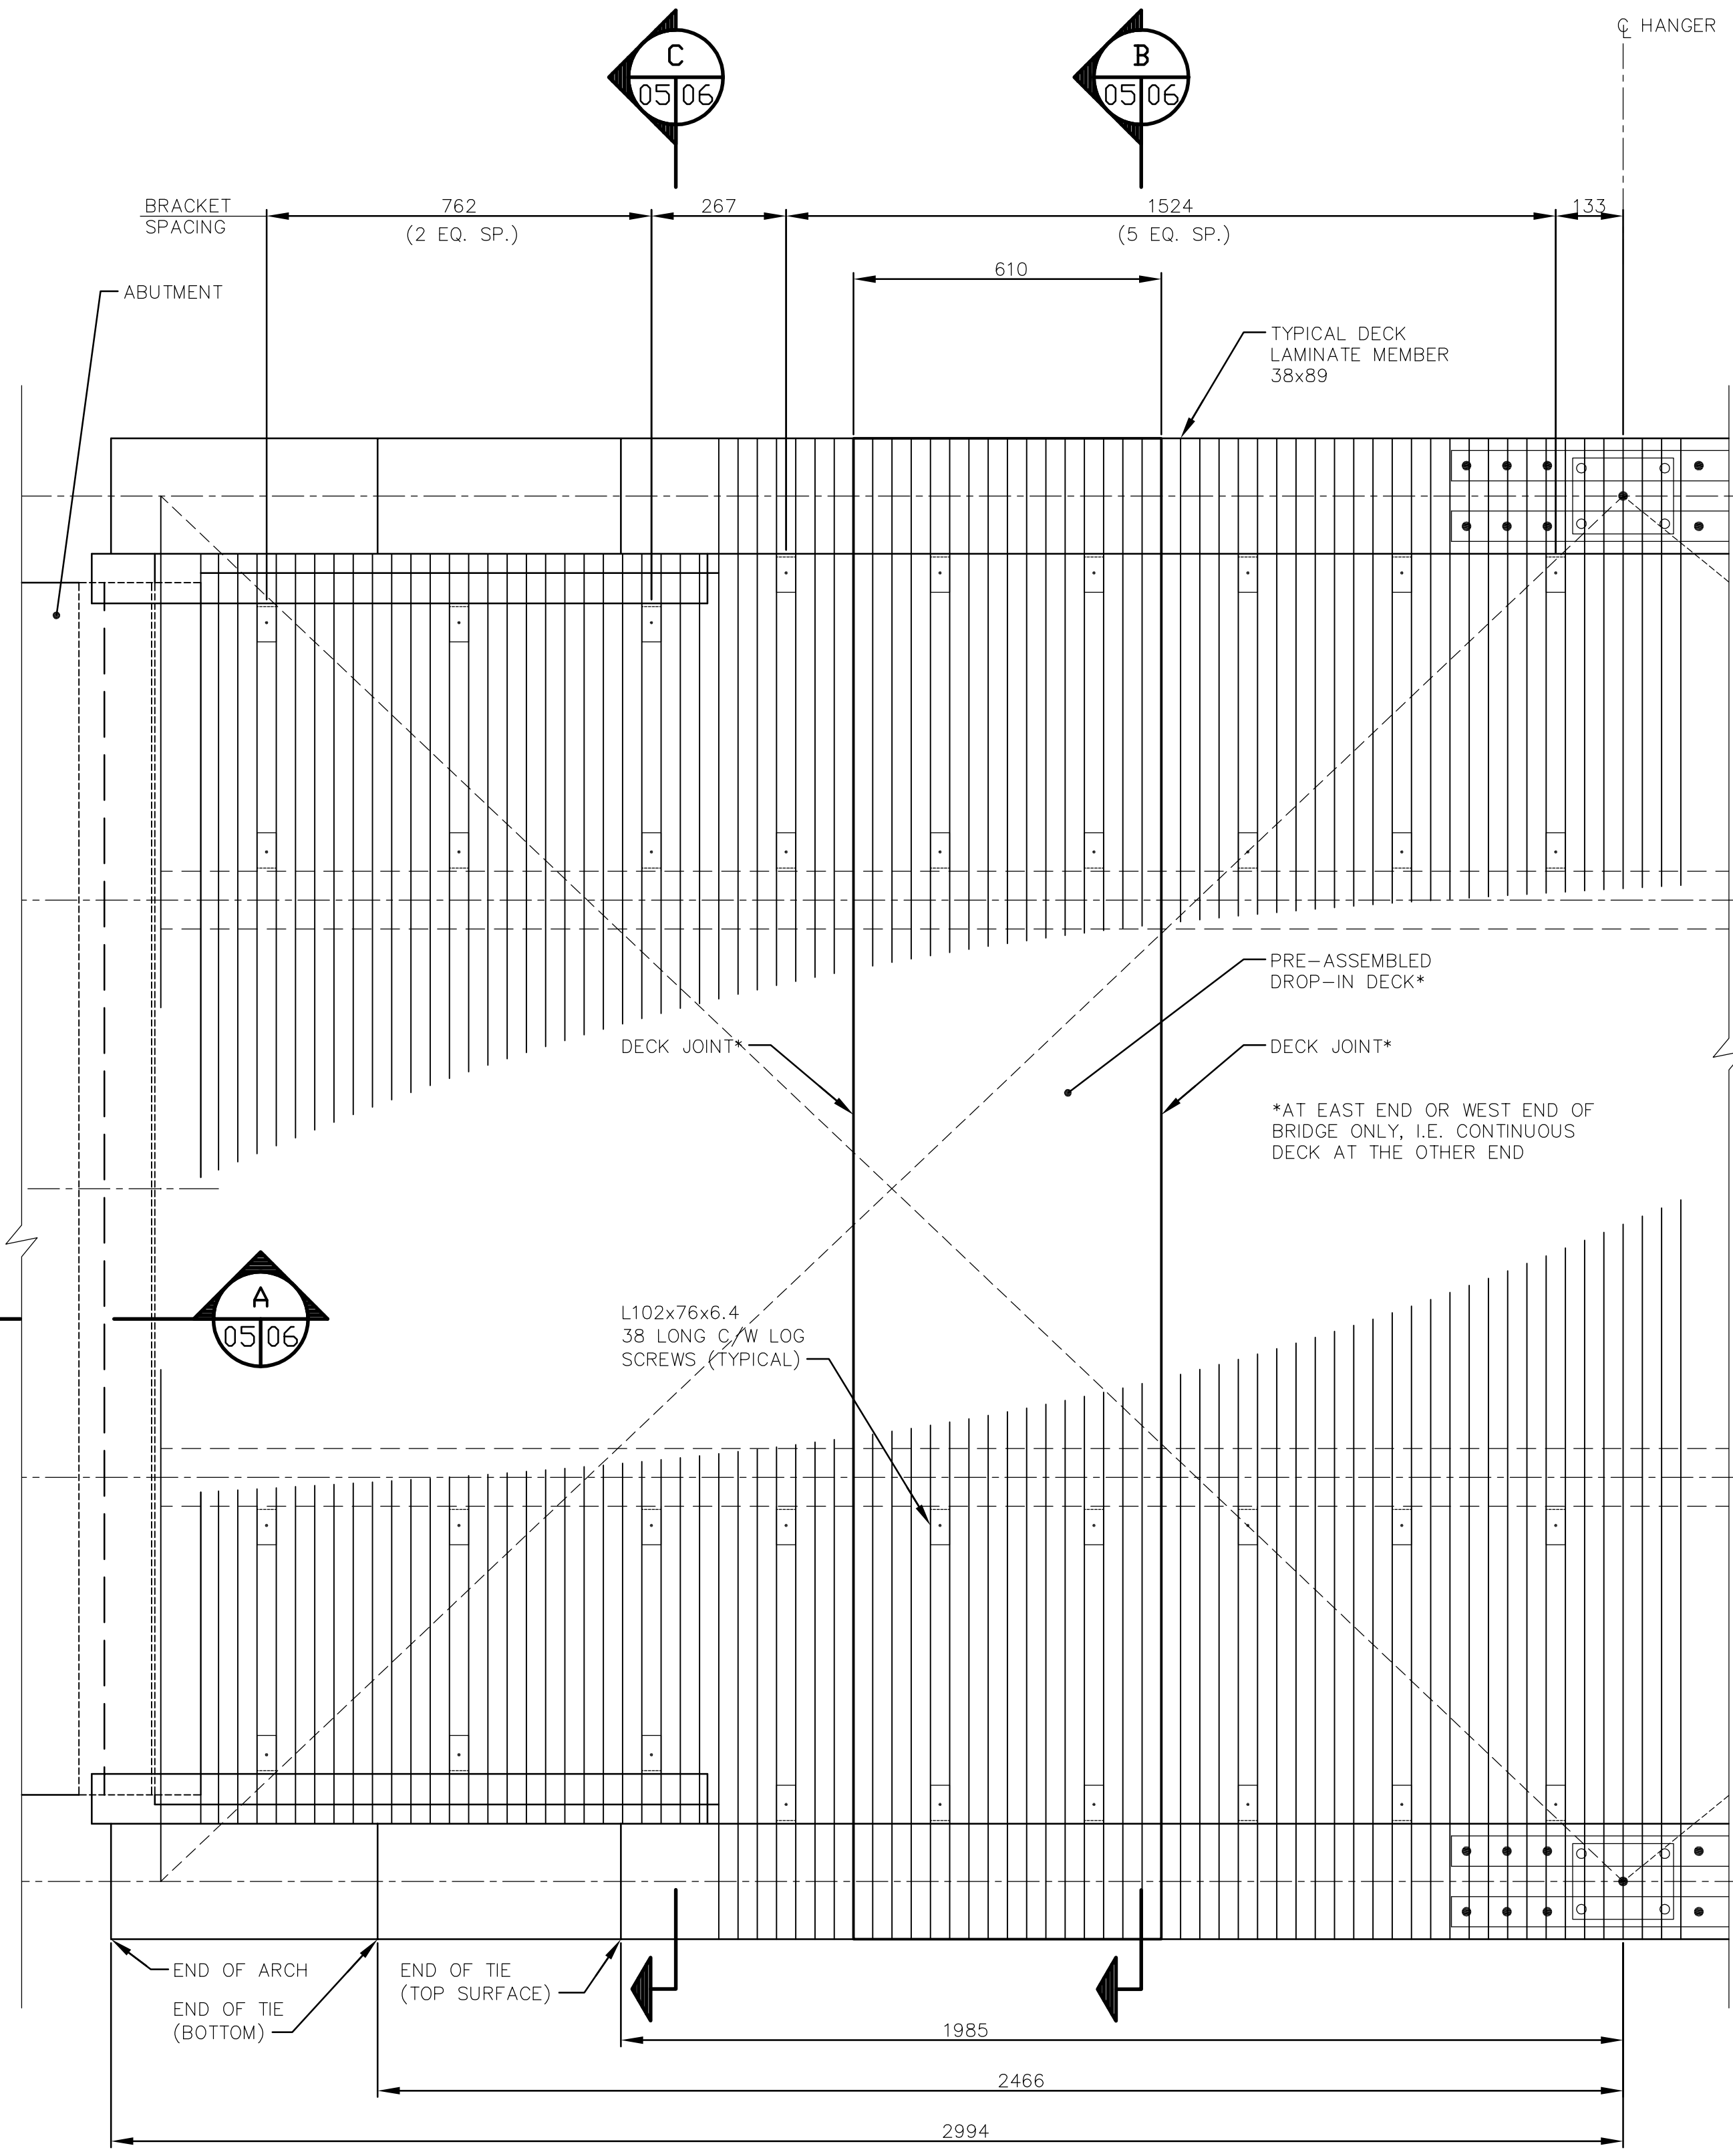 C
05 06
B
05 06
℄ HANGER
BRACKET
SPACING
762
(2 EQ. SP.)
267
1524
(5 EQ. SP.)
133
610
ABUTMENT
TYPICAL DECK
LAMINATE MEMBER
38x89
PRE-ASSEMBLED
DROP-IN DECK*
DECK JOINT*
DECK JOINT*
*AT EAST END OR WEST END OF
BRIDGE ONLY, I.E. CONTINUOUS
DECK AT THE OTHER END
A
05 06
L102x76x6.4
38 LONG C/W LOG
SCREWS (TYPICAL)
END OF ARCH
END OF TIE
(BOTTOM)
END OF TIE
(TOP SURFACE)
1985
2466
2994